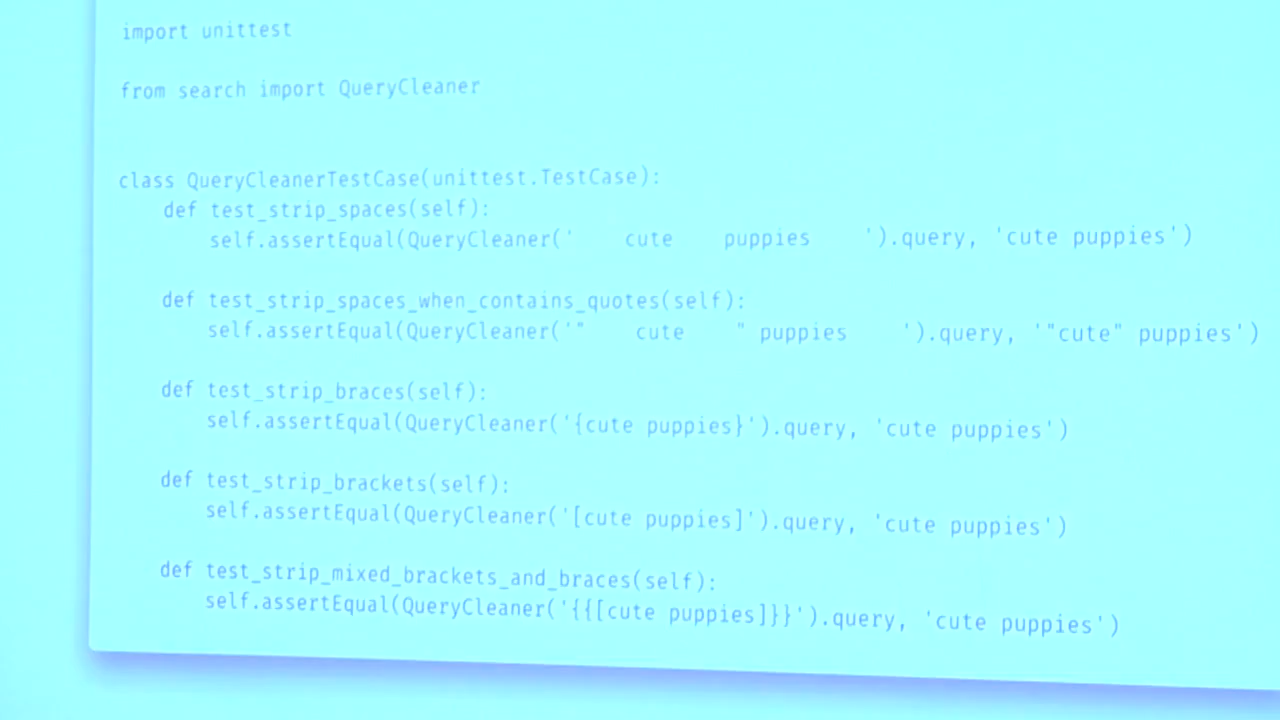 import unittest
from search import QueryCleaner
class QueryCleanerTestCase(unittest.TestCase):
    def test_strip_spaces(self):
        self.assertEqual(QueryCleaner('    cute    puppies    ').query, 'cute puppies')
    def test_strip_spaces_when_contains_quotes(self):
        self.assertEqual(QueryCleaner('"    cute    " puppies    ').query, '"cute" puppies')
    def test_strip_braces(self):
        self.assertEqual(QueryCleaner('{cute puppies}').query, 'cute puppies')
    def test_strip_brackets(self):
        self.assertEqual(QueryCleaner('[cute puppies]').query, 'cute puppies')
    def test_strip_mixed_brackets_and_braces(self):
        self.assertEqual(QueryCleaner('{{[cute puppies]}}').query, 'cute puppies')